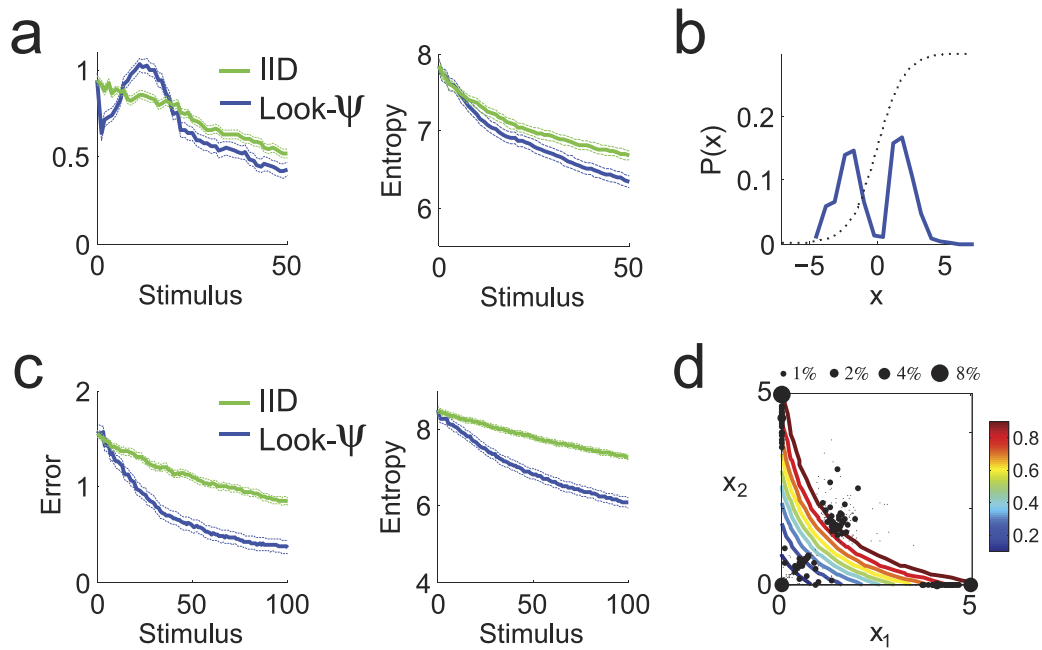 a
1
0.5
0
0
50
Stimulus
IID
Look-Ψ
Entropy
8
7
6
0
50
Stimulus
b
P(x)
0.2
0.1
0
−5
0
5
x
c
Error
2
1
0
0
50
100
Stimulus
IID
Look-Ψ
Entropy
8
6
4
0
50
100
Stimulus
d
1% 2% 4% 8%
5
x2
0
0
5
x1
0.8
0.6
0.4
0.2